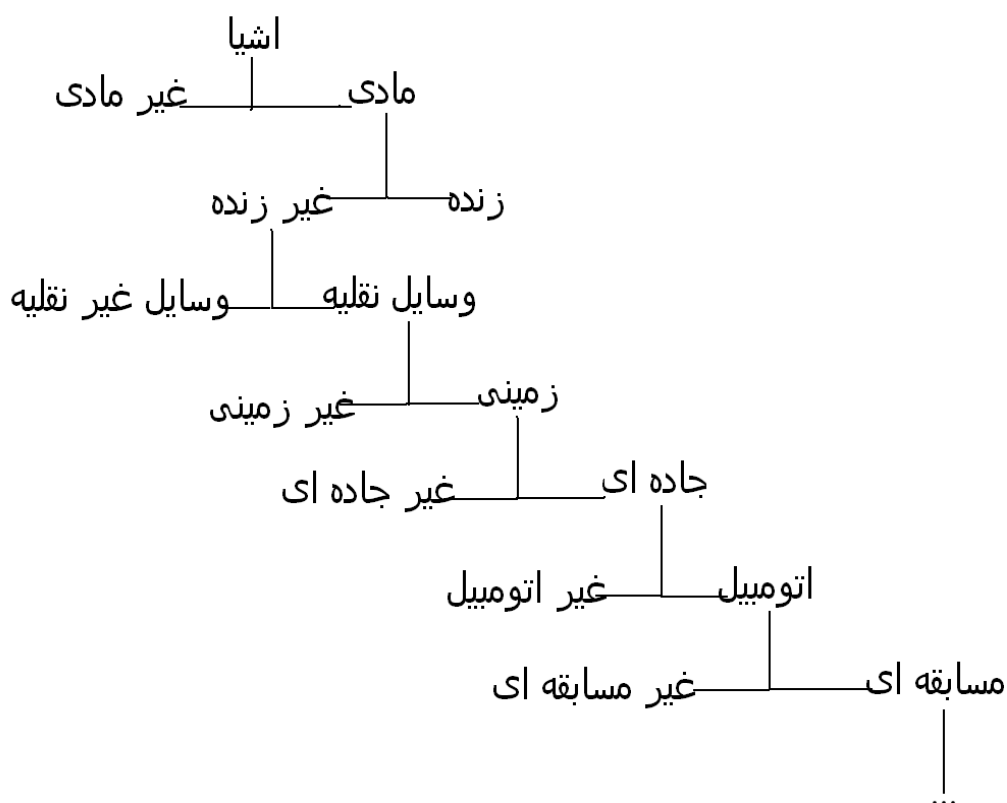 اشیا
مادی
غیر مادی
زنده
غیر زنده
وسایل نقلیه
وسایل غیر نقلیه
زمینی
غیر زمینی
جاده ای
غیر جاده ای
اتومبیل
غیر اتومبیل
مسابقه ای
غیر مسابقه ای
...